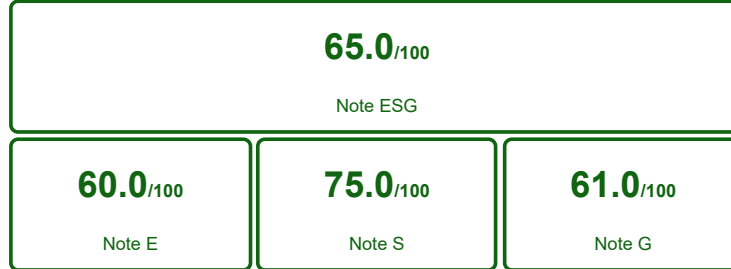 65.0/100
Note ESG
60.0/100
75.0/100
61.0/100
Note E
Note S
Note G